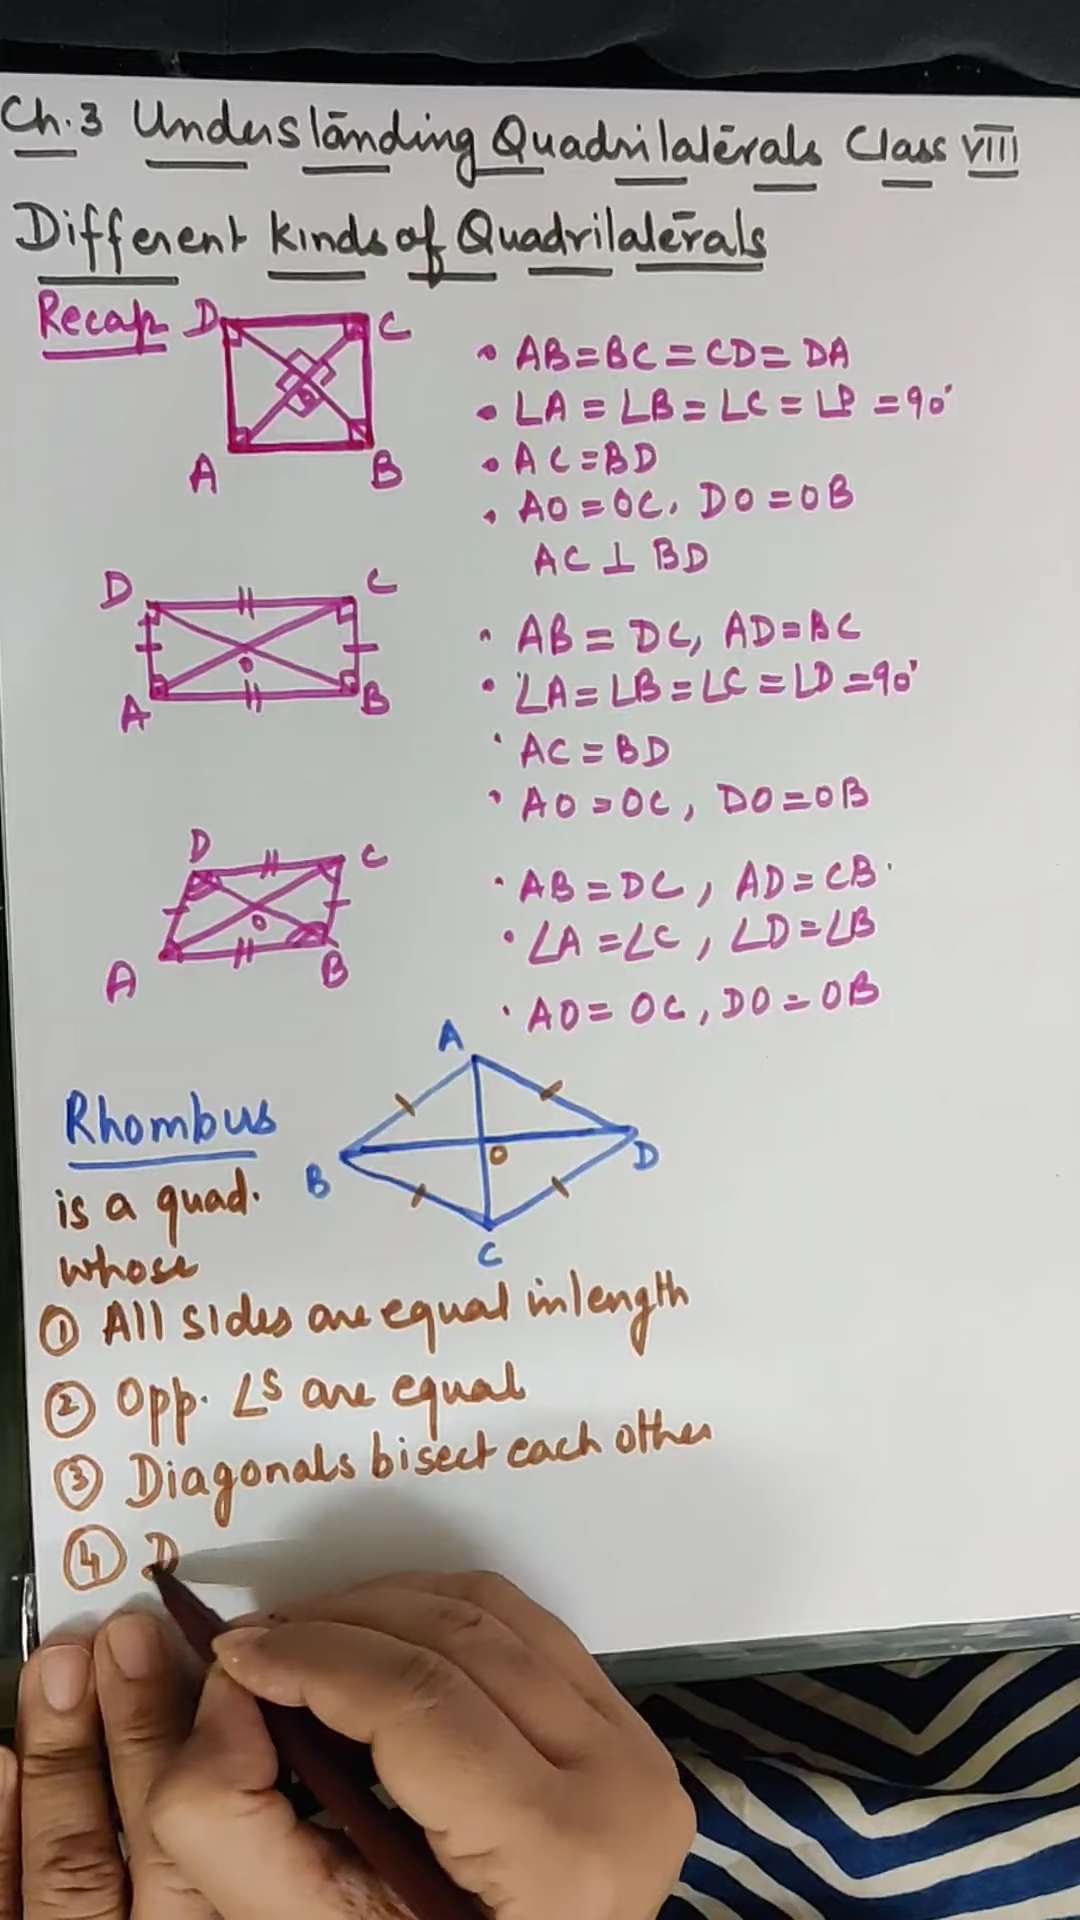 Ch.3 Understanding Quadrilaterals Class VIII
Different kinds of Quadrilaterals
Recap
D C
A B
O
• AB=BC=CD=DA
• ∠A=∠B=∠C=∠D=90°
• AC=BD
• AO=OC, DO=OB
AC ⊥ BD
D C
O
A B
• AB=DC, AD=BC
• ∠A=∠B=∠C=∠D=90°
• AC=BD
• AO=OC, DO=OB
D C
O
A B
• AB=DC, AD=CB.
• ∠A=∠C, ∠D=∠B
• AO=OC, DO=OB
A
B O D
C
Rhombus
is a quad.
whose
① All sides are equal in length
② Opp. ∠s are equal
③ Diagonals bisect each other
④ D